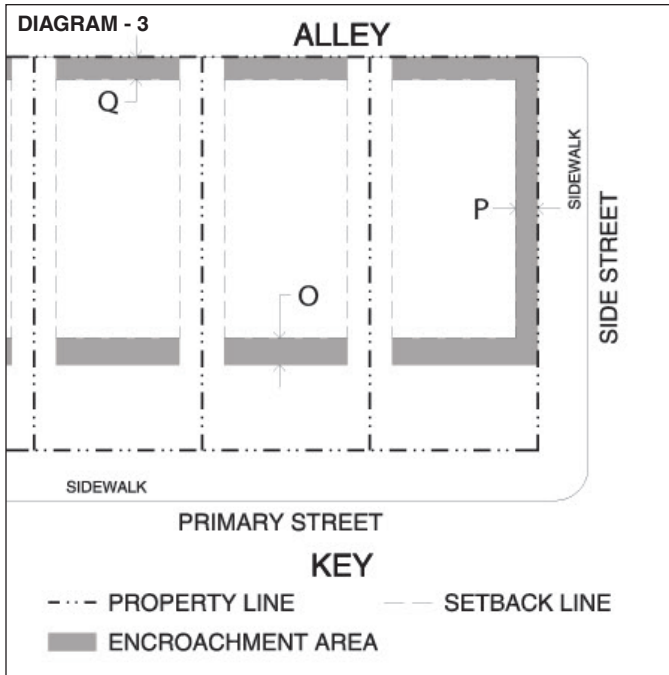 DIAGRAM - 3
ALLEY
Q
P
SIDEWALK
SIDE STREET
O
SIDEWALK
PRIMARY STREET
KEY
PROPERTY LINE
SETBACK LINE
ENCROACHMENT AREA